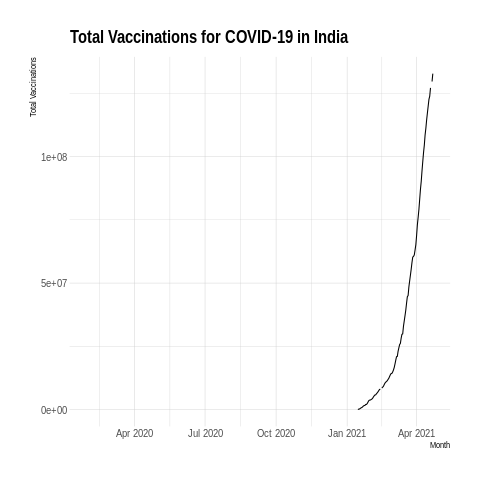 Total Vaccinations for COVID-19 in India
Total Vaccinations
1e+08
5e+07
0e+00
Apr 2020 Jul 2020 Oct 2020 Jan 2021 Apr 2021
Month